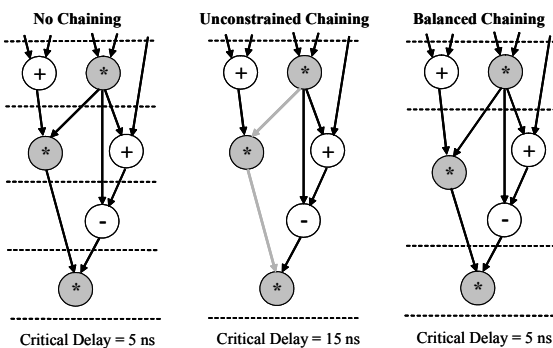 No Chaining
Unconstrained Chaining
Balanced Chaining
+ *
+ *
+ *
* +
* +
* +
-
-
-
*
*
*
Critical Delay = 5 ns
Critical Delay = 15 ns
Critical Delay = 5 ns